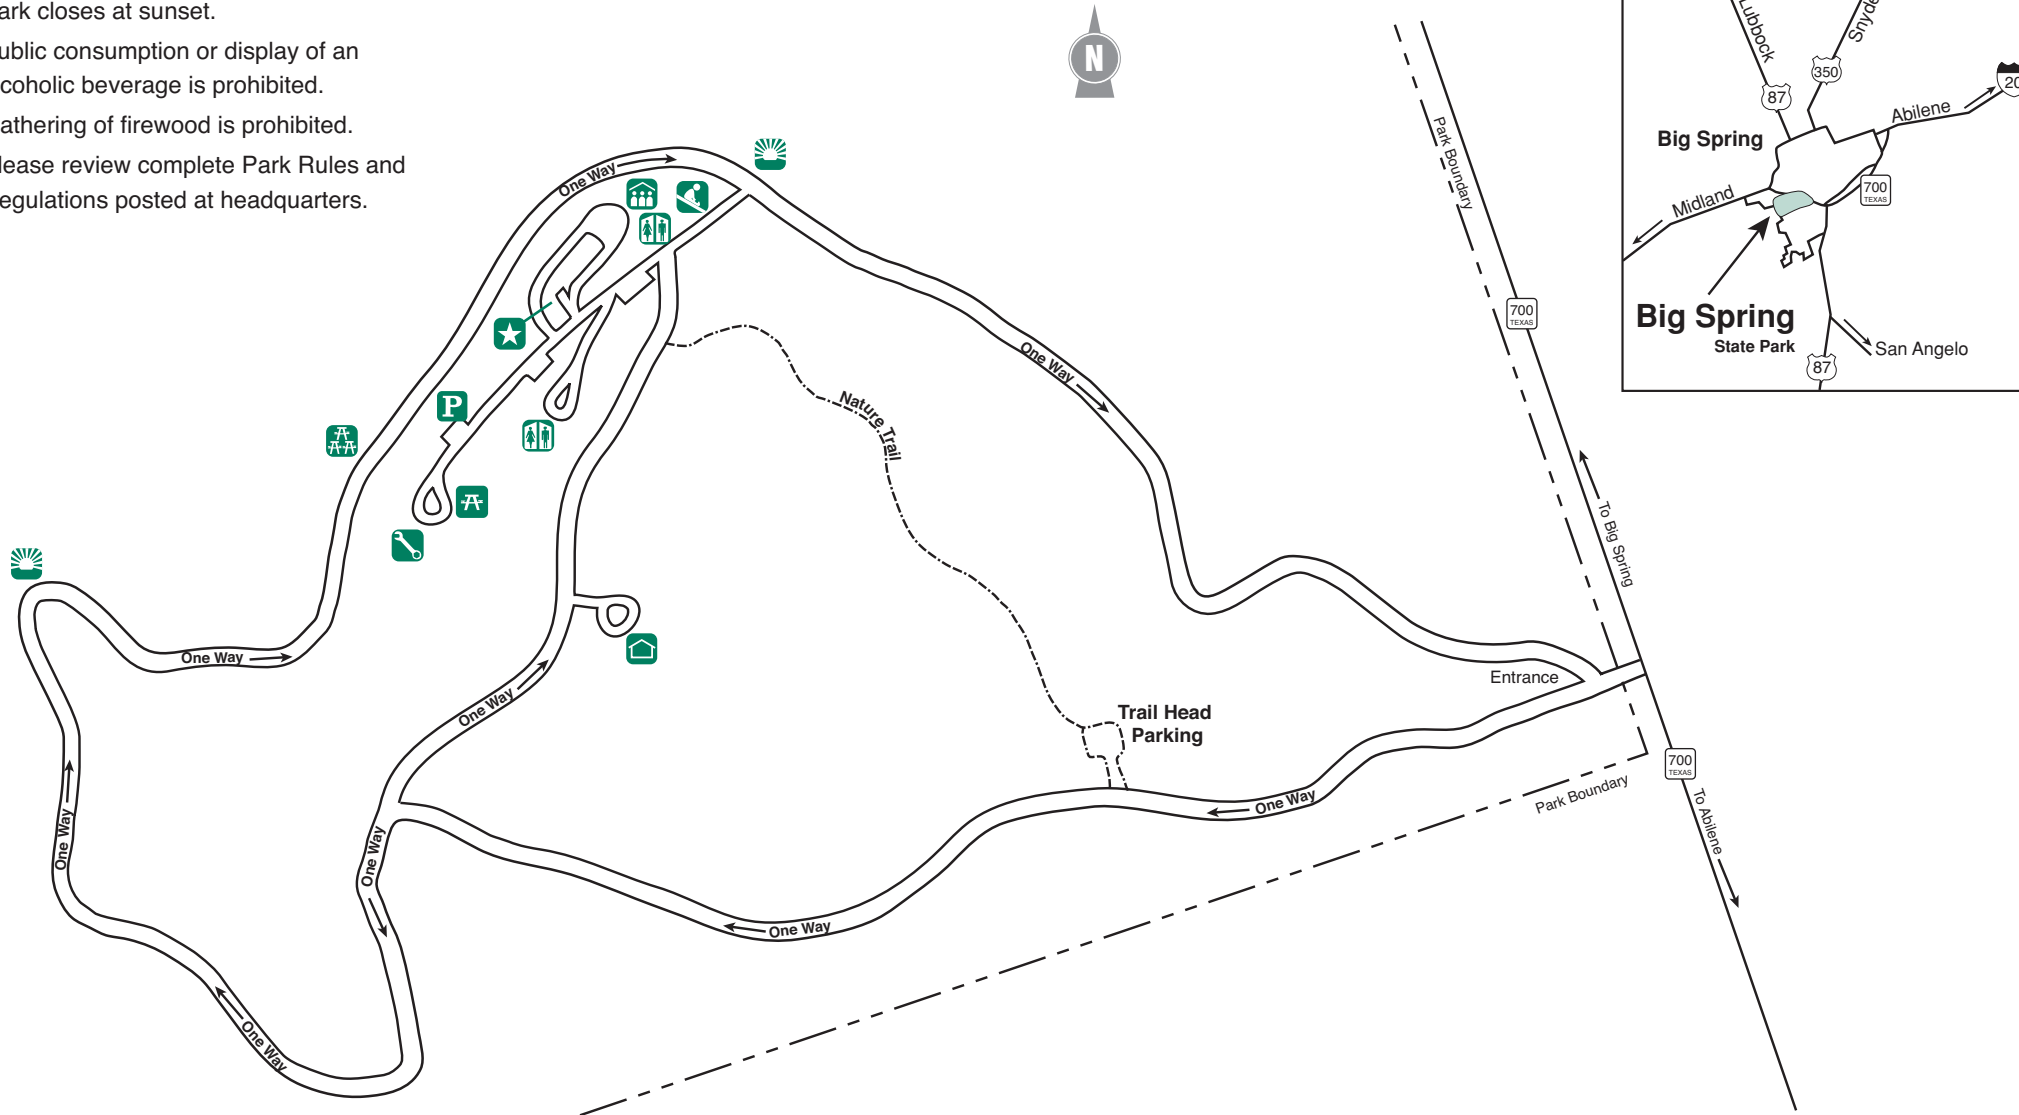 ark closes at sunset.
ublic consumption or display of an
coholic beverage is prohibited.
athering of firewood is prohibited.
lease review complete Park Rules and
egulations posted at headquarters.
N
One Way
P
One Way
One Way
One Way
One Way
One Way
One Way
One Way
One Way
Nature Trail
Trail Head
Parking
Entrance
Park Boundary
Park Boundary
700
TEXAS
To Big Spring
700
TEXAS
To Abilene
Lubbock
87
Snyde
350
20
Abilene
Big Spring
700
TEXAS
Midland
Big Spring
State Park
San Angelo
87